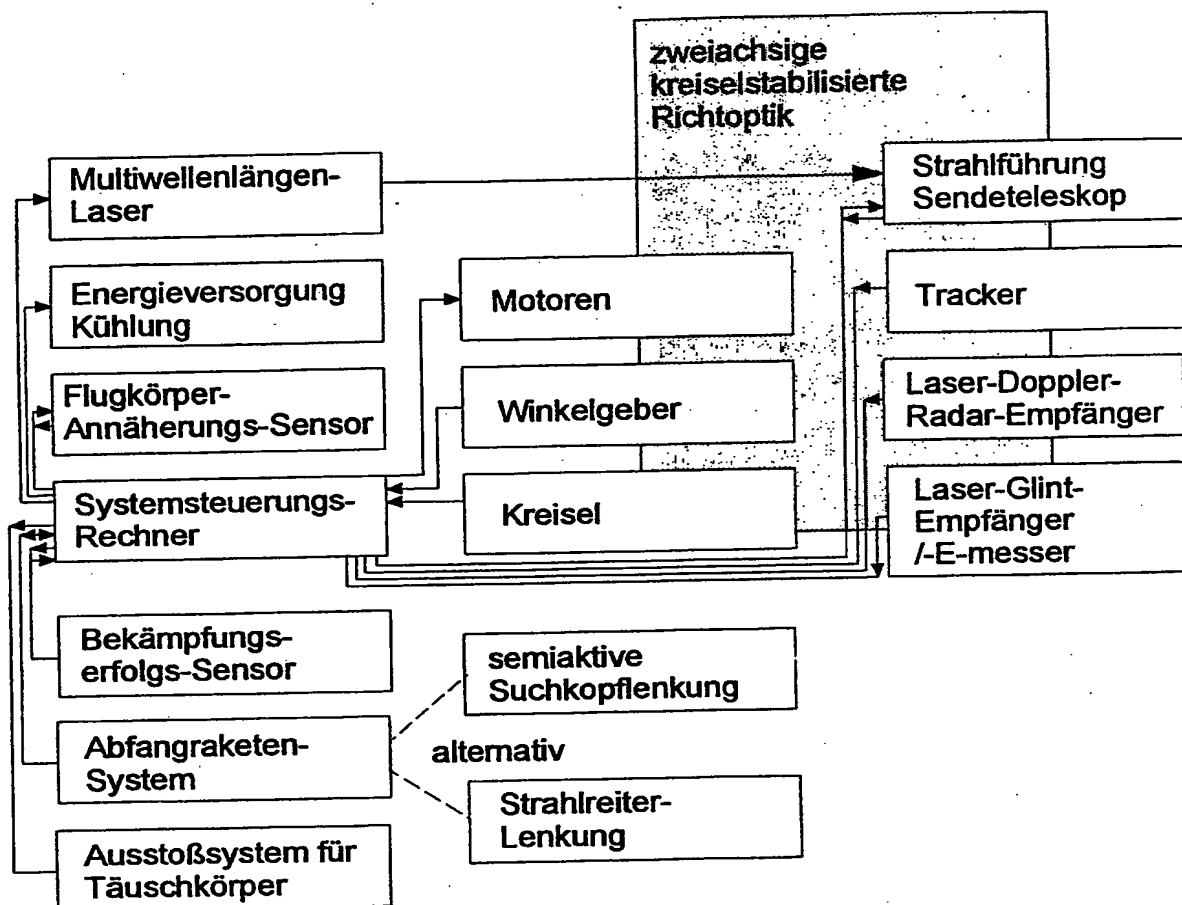 zweiachsige
kreiselstabilisierte
Richtoptik
Multiwellenlängen-
Laser
Strahlführung
Sendeteleskop
Energieversorgung
Kühlung
Motoren
Tracker
Flugkörper-
Annäherungs-Sensor
Winkelgeber
Laser-Doppler-
Radar-Empfänger
Systemsteuerungs-
Rechner
Kreisel
Laser-Glint-
Empfänger
/-E-messer
Bekämpfungs-
erfolgs-Sensor
semiaktive
Suchkopflenkung
Abfangraketen-
System
alternativ
Strahlreiter-
Lenkung
Ausstoßsystem für
Täuschkörper